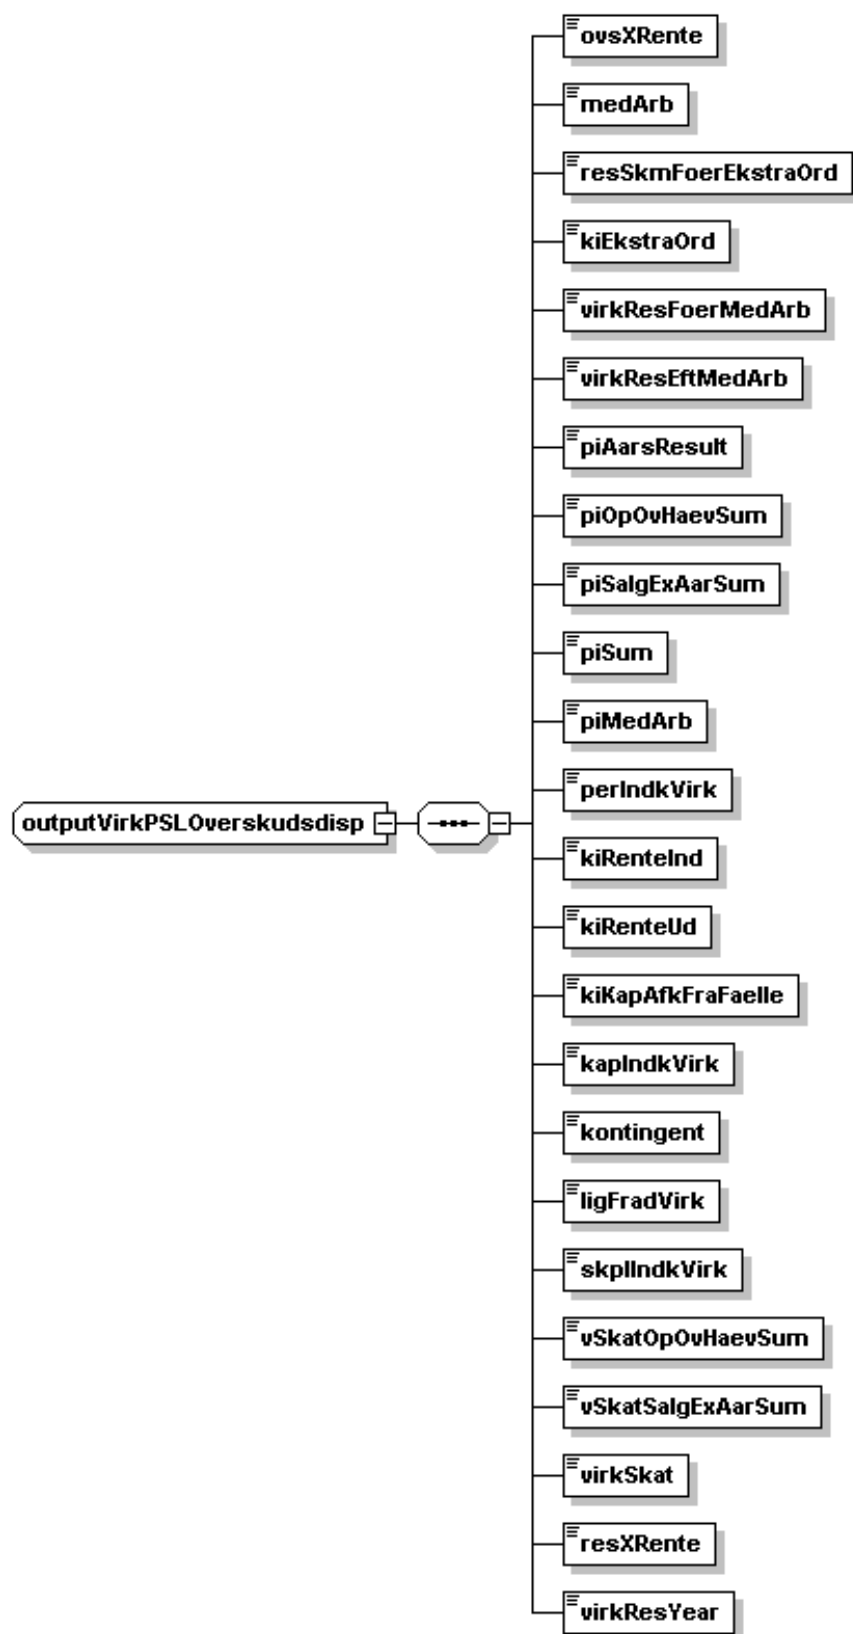 ovsXRente
medArb
resSkmFoerEkstraOrd
kiEkstraOrd
virkResFoerMedArb
virkResEftMedArb
piAarsResult
piOpOvHaevSum
piSalgExAarSum
piSum
piMedArb
perIndkVirk
outputVirkPSLOverskudsdisp
kiRenteInd
kiRenteUd
kiKapAfkFraFaelle
kapIndkVirk
kontingent
ligFradVirk
skplIndkVirk
vSkatOpOvHaevSum
vSkatSalgExAarSum
virkSkat
resXRente
virkResYear